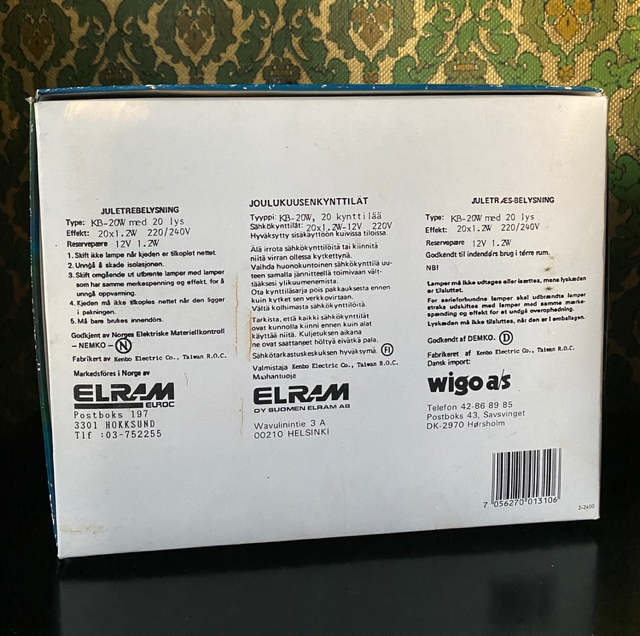 JULETREBELYSNING
Type: KB-20W med 20 lys
Effekt: 20x1.2W 220/240V
Reservepære 12V 1.2W
1. Skift ikke lampe når kjeden er tilkoplet nettet.
2. Unngå å skade isolasjonen.
3. Skift omgående ut utbrente lamper med lamper
som har samme merkespenning og effekt, for å
unngå oppvarming.
4. Kjeden må ikke tilkoples nettet når den ligger
i pakningen.
5. Må bare brukes innendørs.
Godkjent av Norges Elektriske Materiellkontroll
– NEMKO – N
Fabrikert av Kenbo Electric Co., Taiwan R.O.C.
Markedsføres i Norge av
ELRAM
EUROC
Postboks 197
3301 HOKKSUND
Tlf :03-752255
JOULUKUUSENKYNTTILÄT
Tyyppi: KB-20W, 20 kynttilää
Sähkökynttilät: 20x1.2W-12V 220V
Hyväksytty sisäkäyttöön kuivissa tiloissa.
Älä irrota sähkökynttilöitä tai kiinnitä
niitä virran ollessa kytkettynä.
Vaihda huonokuntoinen sähkökynttilä uu-
teen samalla jännitteellä toimivaan vält-
tääksesi ylikuumenemista.
Ota kynttiläsarja pois pakkauksesta ennen
kuin kytket sen verkkovirtaan.
Vältä kolhimasta sähkökynttilöitä.
Tarkista, että kaikki sähkökynttilät
ovat kunnolla kiinni ennen kuin alat
käyttää niitä. Kuljetuksen aikana
ne ovat saattaneet höltyä eivätkä pala.
Sähkötarkastuskeskuksen hyväksymä. FI
Valmistaja Kenbo Electric Co., Taiwan R.O.C.
Maahantuoja
ELRAM
OY SUOMEN ELRAM AB
Wavulinintie 3 A
00210 HELSINKI
JULETRÆS-BELYSNING
Type: KB-20W med 20 lys
Effekt: 20x1.2W 220/240V
Reservepære 12V 1.2W
Godkendt til indendørs brug i tørre rum.
NB!
Lamper må ikke udtages eller isættes, mens lyskæden
er tilsluttet.
For serieforbundne lamper skal udbrændte lamper
straks udskiftes med lamper med samme mærke-
spænding og effekt for at undgå overophedning.
Lyskæden må ikke tilsluttes, når den er i emballagen.
Godkendt af DEMKO. D
Fabrikeret af Kenbo Electric Co., Taiwan R.O.C.
Dansk import:
wigo a/s
Telefon 42-86 89 85
Postboks 43, Savsvinget
DK-2970 Hørsholm
7 056270 013106
3-2600